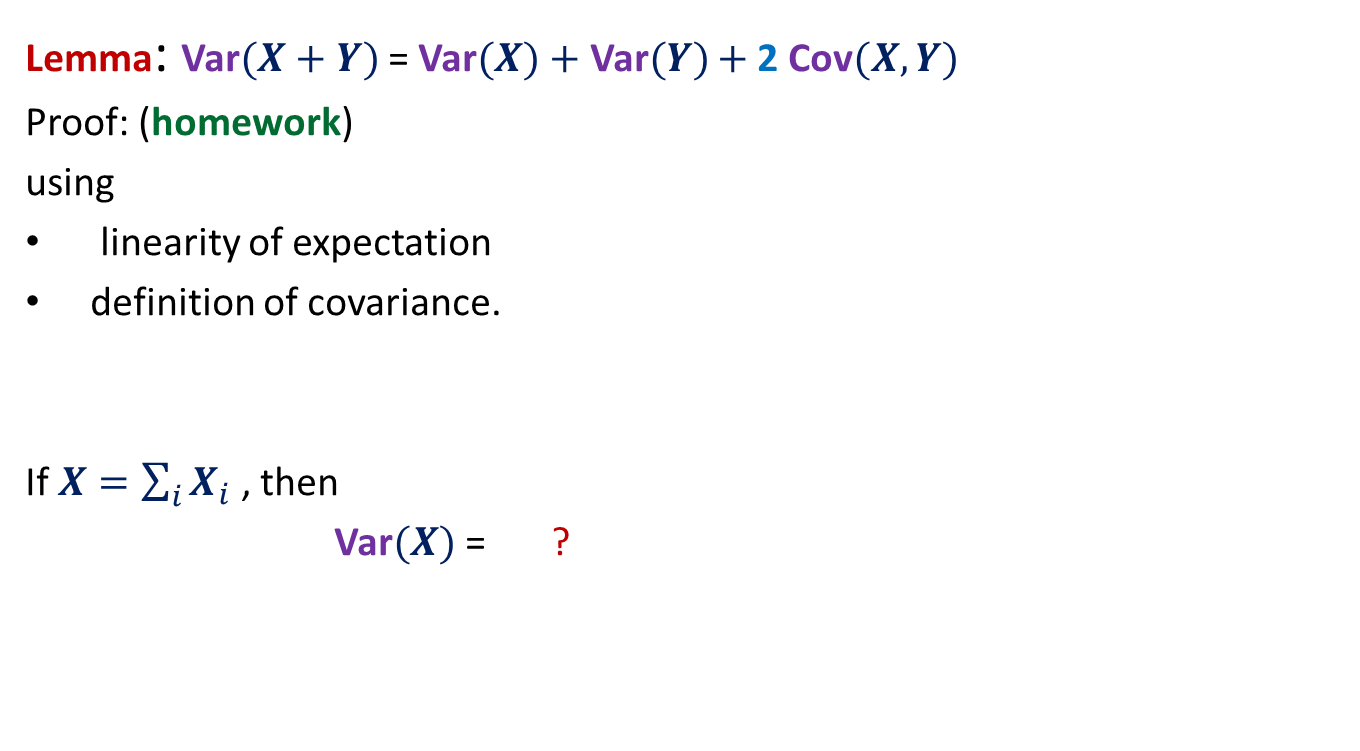 Lemma: Var(X + Y) = Var(X) + Var(Y) + 2 Cov(X, Y)
Proof: (homework)
using
• linearity of expectation
• definition of covariance.
If X = ∑ᵢ Xᵢ , then
Var(X) = ?